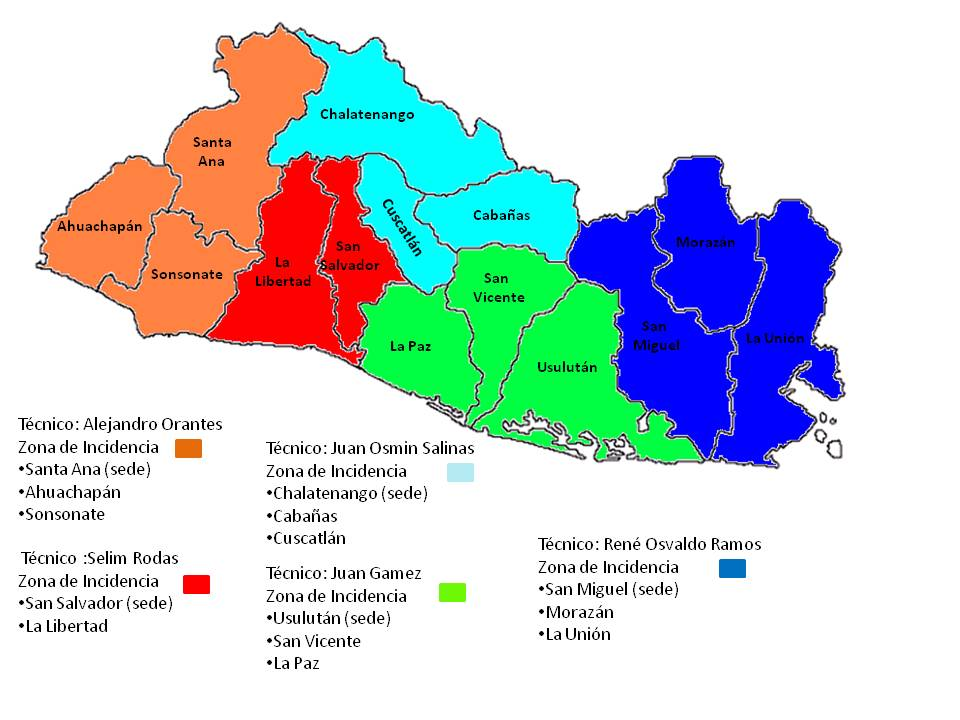 Chalatenango
Santa
Ana
Ahuachapán
Sonsonate
La
Libertad
San
Salvador
Cuscatlán
Cabañas
San
Vicente
La Paz
Usulután
Morazán
San
Miguel
La Unión
Técnico: Alejandro Orantes
Zona de Incidencia
•Santa Ana (sede)
•Ahuachapán
•Sonsonate
Técnico :Selim Rodas
Zona de Incidencia
•San Salvador (sede)
•La Libertad
Técnico: Juan Osmin Salinas
Zona de Incidencia
•Chalatenango (sede)
•Cabañas
•Cuscatlán
Técnico: Juan Gamez
Zona de Incidencia
•Usulután (sede)
•San Vicente
•La Paz
Técnico: René Osvaldo Ramos
Zona de Incidencia
•San Miguel (sede)
•Morazán
•La Unión